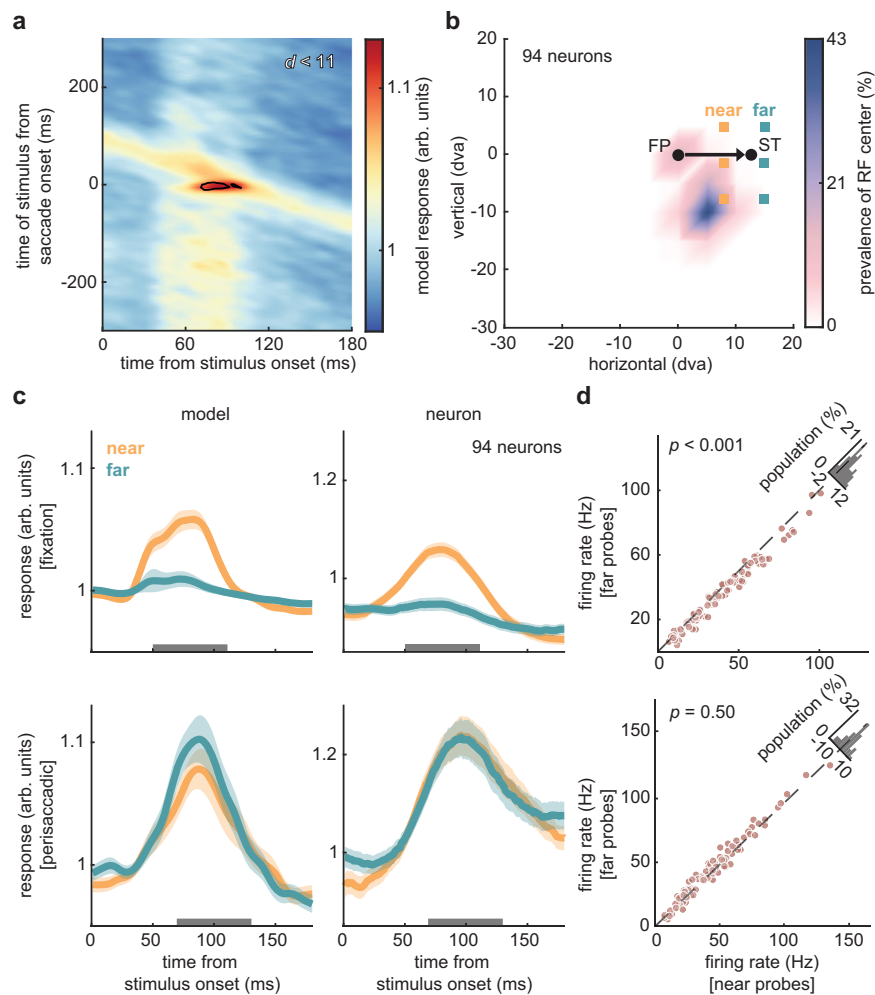 a
d < 11
200
0
-200
time of stimulus from
saccade onset (ms)
0
60
120
180
time from stimulus onset (ms)
1.1
1
model response (arb. units)
b
94 neurons
near
far
FP
ST
20
10
0
-10
-20
-30
vertical (dva)
-30
-20
-10
0
10
20
horizontal (dva)
43
21
0
prevalence of RF center (%)
c
model
neuron
near
far
94 neurons
1.1
1
response (arb. units)
[fixation]
1.2
1
1.1
1
response (arb. units)
[perisaccadic]
1.2
1
0
50
100
150
time from
stimulus onset (ms)
0
50
100
150
time from
stimulus onset (ms)
d
p < 0.001
population (%)
21
0
-2
12
100
60
20
firing rate (Hz)
[far probes]
0
50
100
p = 0.50
population (%)
32
0
-10
10
150
100
50
0
firing rate (Hz)
[far probes]
0
50
100
150
firing rate (Hz)
[near probes]